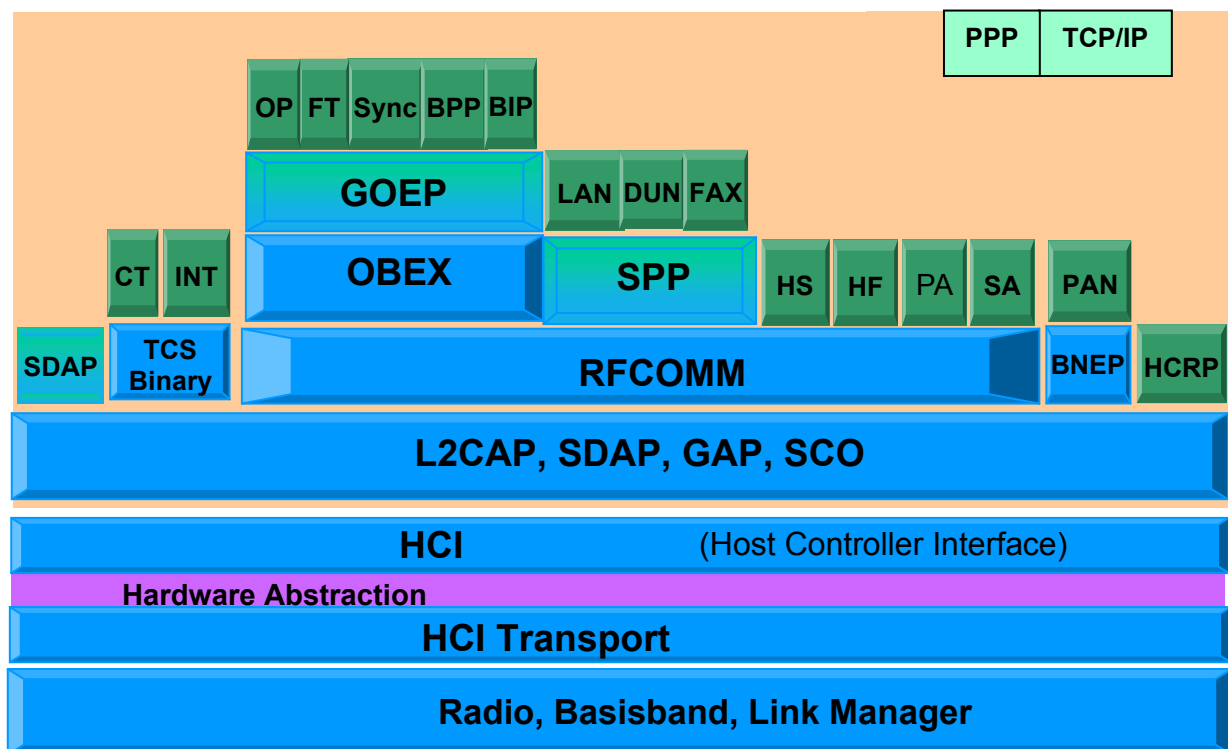 PPP TCP/IP
OP FT Sync BPP BIP
GOEP LAN DUN FAX
CT INT OBEX SPP HS HF PA SA PAN
SDAP TCS
Binary RFCOMM BNEP HCRP
L2CAP, SDAP, GAP, SCO
HCI (Host Controller Interface)
Hardware Abstraction
HCI Transport
Radio, Basisband, Link Manager